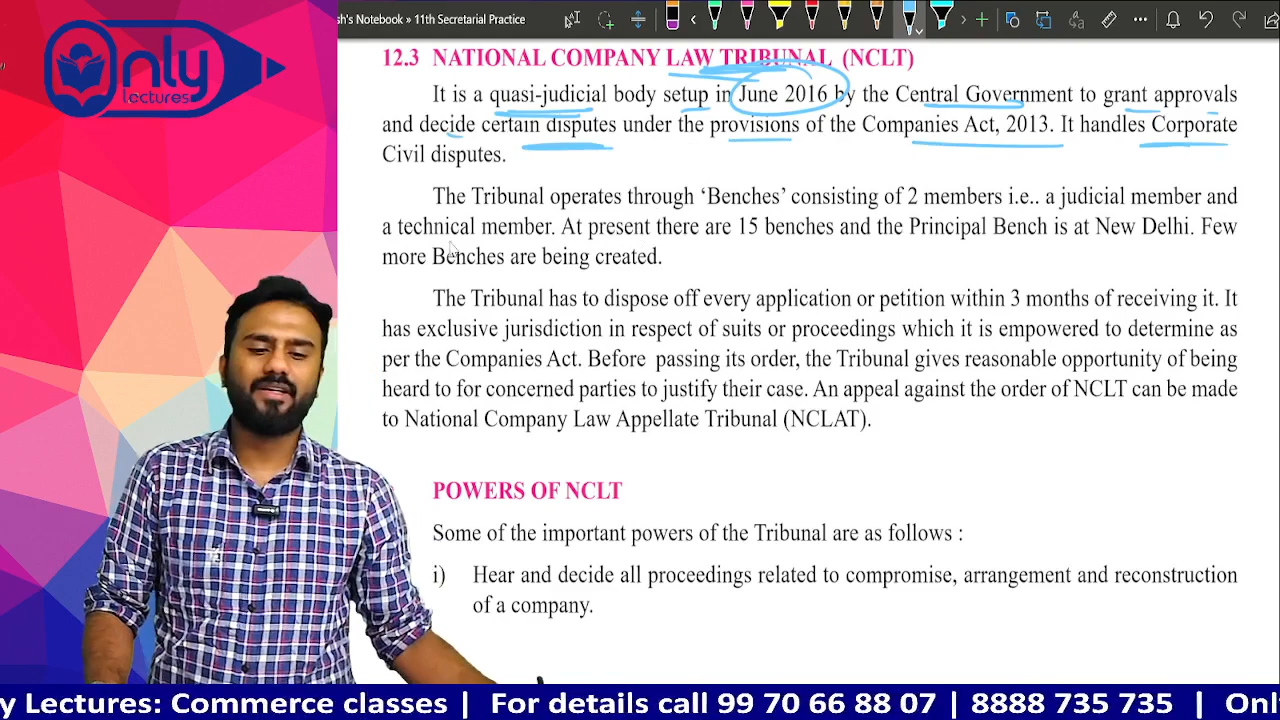 sh's Notebook » 11th Secretarial Practice
Only
lectures
12.3 NATIONAL COMPANY LAW TRIBUNAL (NCLT)
It is a quasi-judicial body setup in June 2016 by the Central Government to grant approvals
and decide certain disputes under the provisions of the Companies Act, 2013. It handles Corporate
Civil disputes.
The Tribunal operates through ‘Benches’ consisting of 2 members i.e.. a judicial member and
a technical member. At present there are 15 benches and the Principal Bench is at New Delhi. Few
more Benches are being created.
The Tribunal has to dispose off every application or petition within 3 months of receiving it. It
has exclusive jurisdiction in respect of suits or proceedings which it is empowered to determine as
per the Companies Act. Before passing its order, the Tribunal gives reasonable opportunity of being
heard to for concerned parties to justify their case. An appeal against the order of NCLT can be made
to National Company Law Appellate Tribunal (NCLAT).
POWERS OF NCLT
Some of the important powers of the Tribunal are as follows :
i) Hear and decide all proceedings related to compromise, arrangement and reconstruction
of a company.
ly Lectures: Commerce classes | For details call 99 70 66 88 07 | 8888 735 735 | Onl